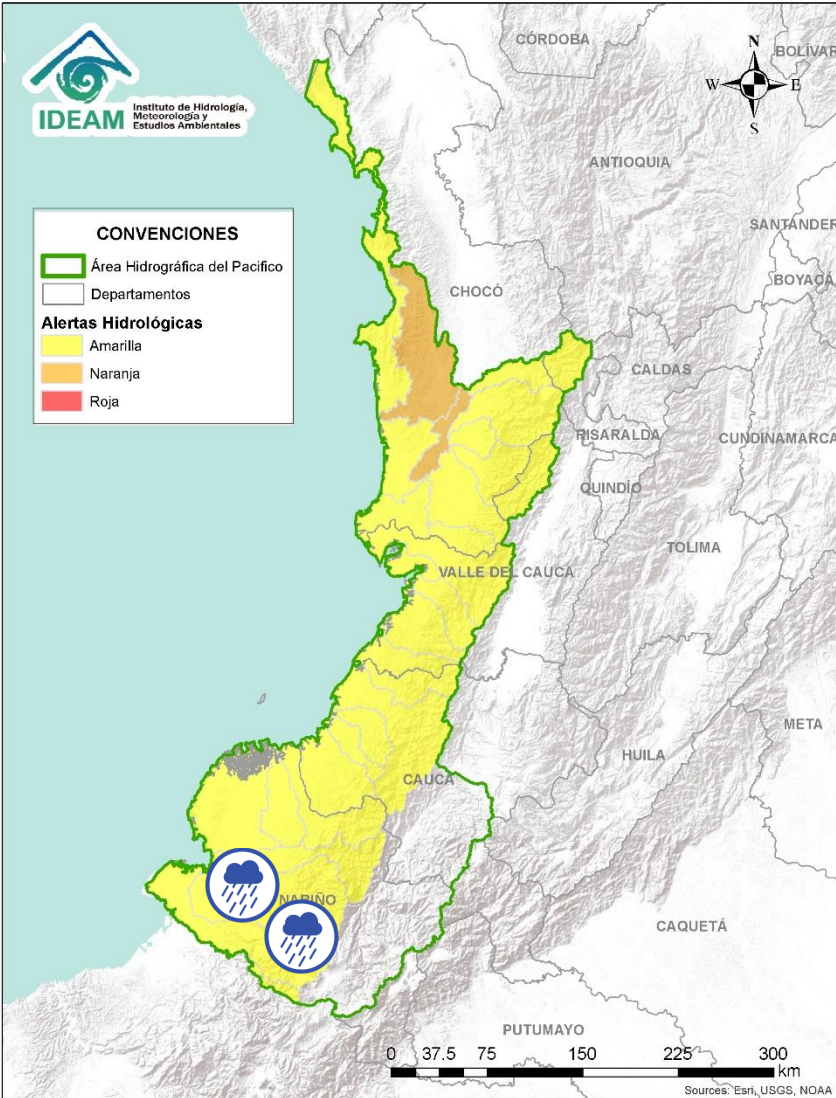 IDEAM
Instituto de Hidrología,
Meteorología y
Estudios Ambientales
N
W
E
S
CONVENCIONES
Área Hidrográfica del Pacifico
Departamentos
Alertas Hidrológicas
Amarilla
Naranja
Roja
CÓRDOBA
BOLÍVAR
ANTIOQUIA
SANTANDER
BOYACÁ
CHOCÓ
CALDAS
RISARALDA
CUNDINAMARCA
QUINDÍO
TOLIMA
VALLE DEL CAUCA
META
HUILA
CAUCA
NARIÑO
CAQUETÁ
PUTUMAYO
0 37.5 75 150 225 300
km
Sources: Esri, USGS, NOAA